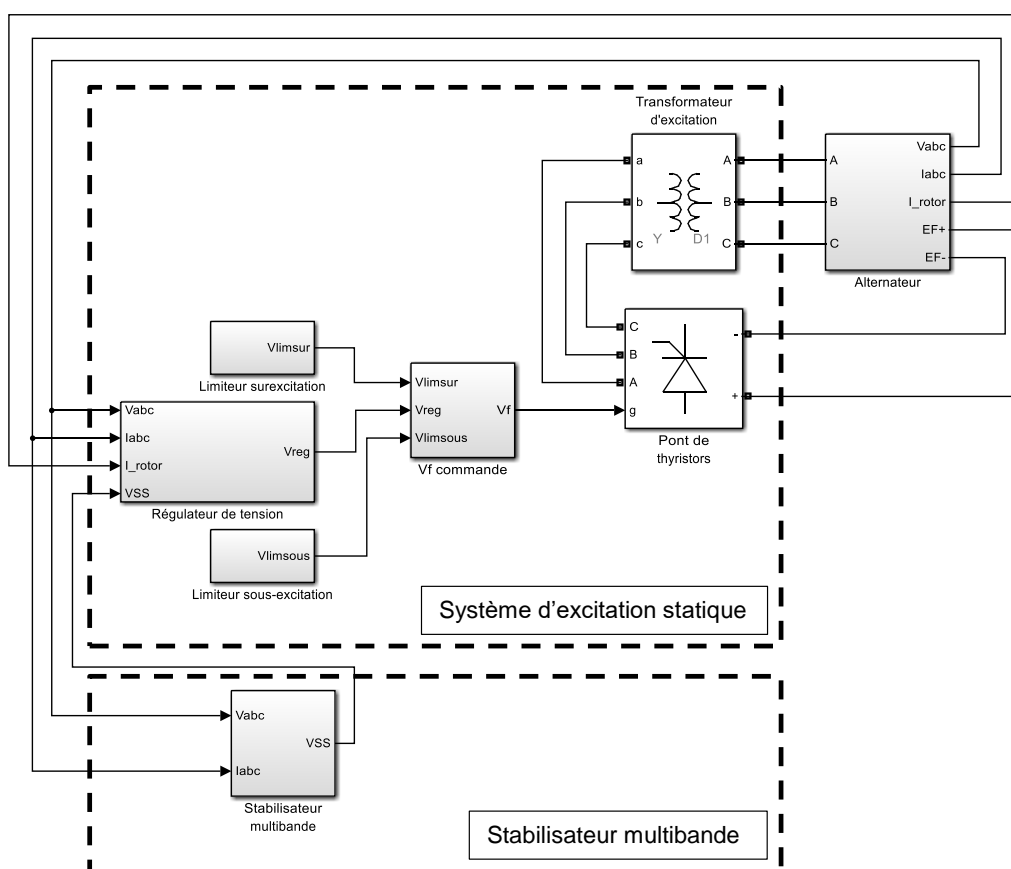 Transformateur
d'excitation
a
A
b
B
c
C
Y
D1
A
B
C
Vabc
Iabc
I_rotor
EF+
EF-
Alternateur
C
B
A
g
-
+
Pont de
thyristors
Vlimsur
Limiteur surexcitation
Vlimsur
Vreg
Vlimsous
Vf
Vf commande
Vabc
Iabc
I_rotor
VSS
Vreg
Régulateur de tension
Vlimsous
Limiteur sous-excitation
Système d’excitation statique
Vabc
Iabc
VSS
Stabilisateur
multibande
Stabilisateur multibande